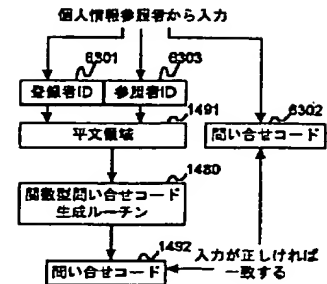 個人情報参照者から入力
6301
6303
登録者ID
参照者ID
1491
6302
平文領域
問い合せコード
1480
関数型問い合せコード
生成ルーチン
1492
入力が正しければ
一致する
問い合せコード